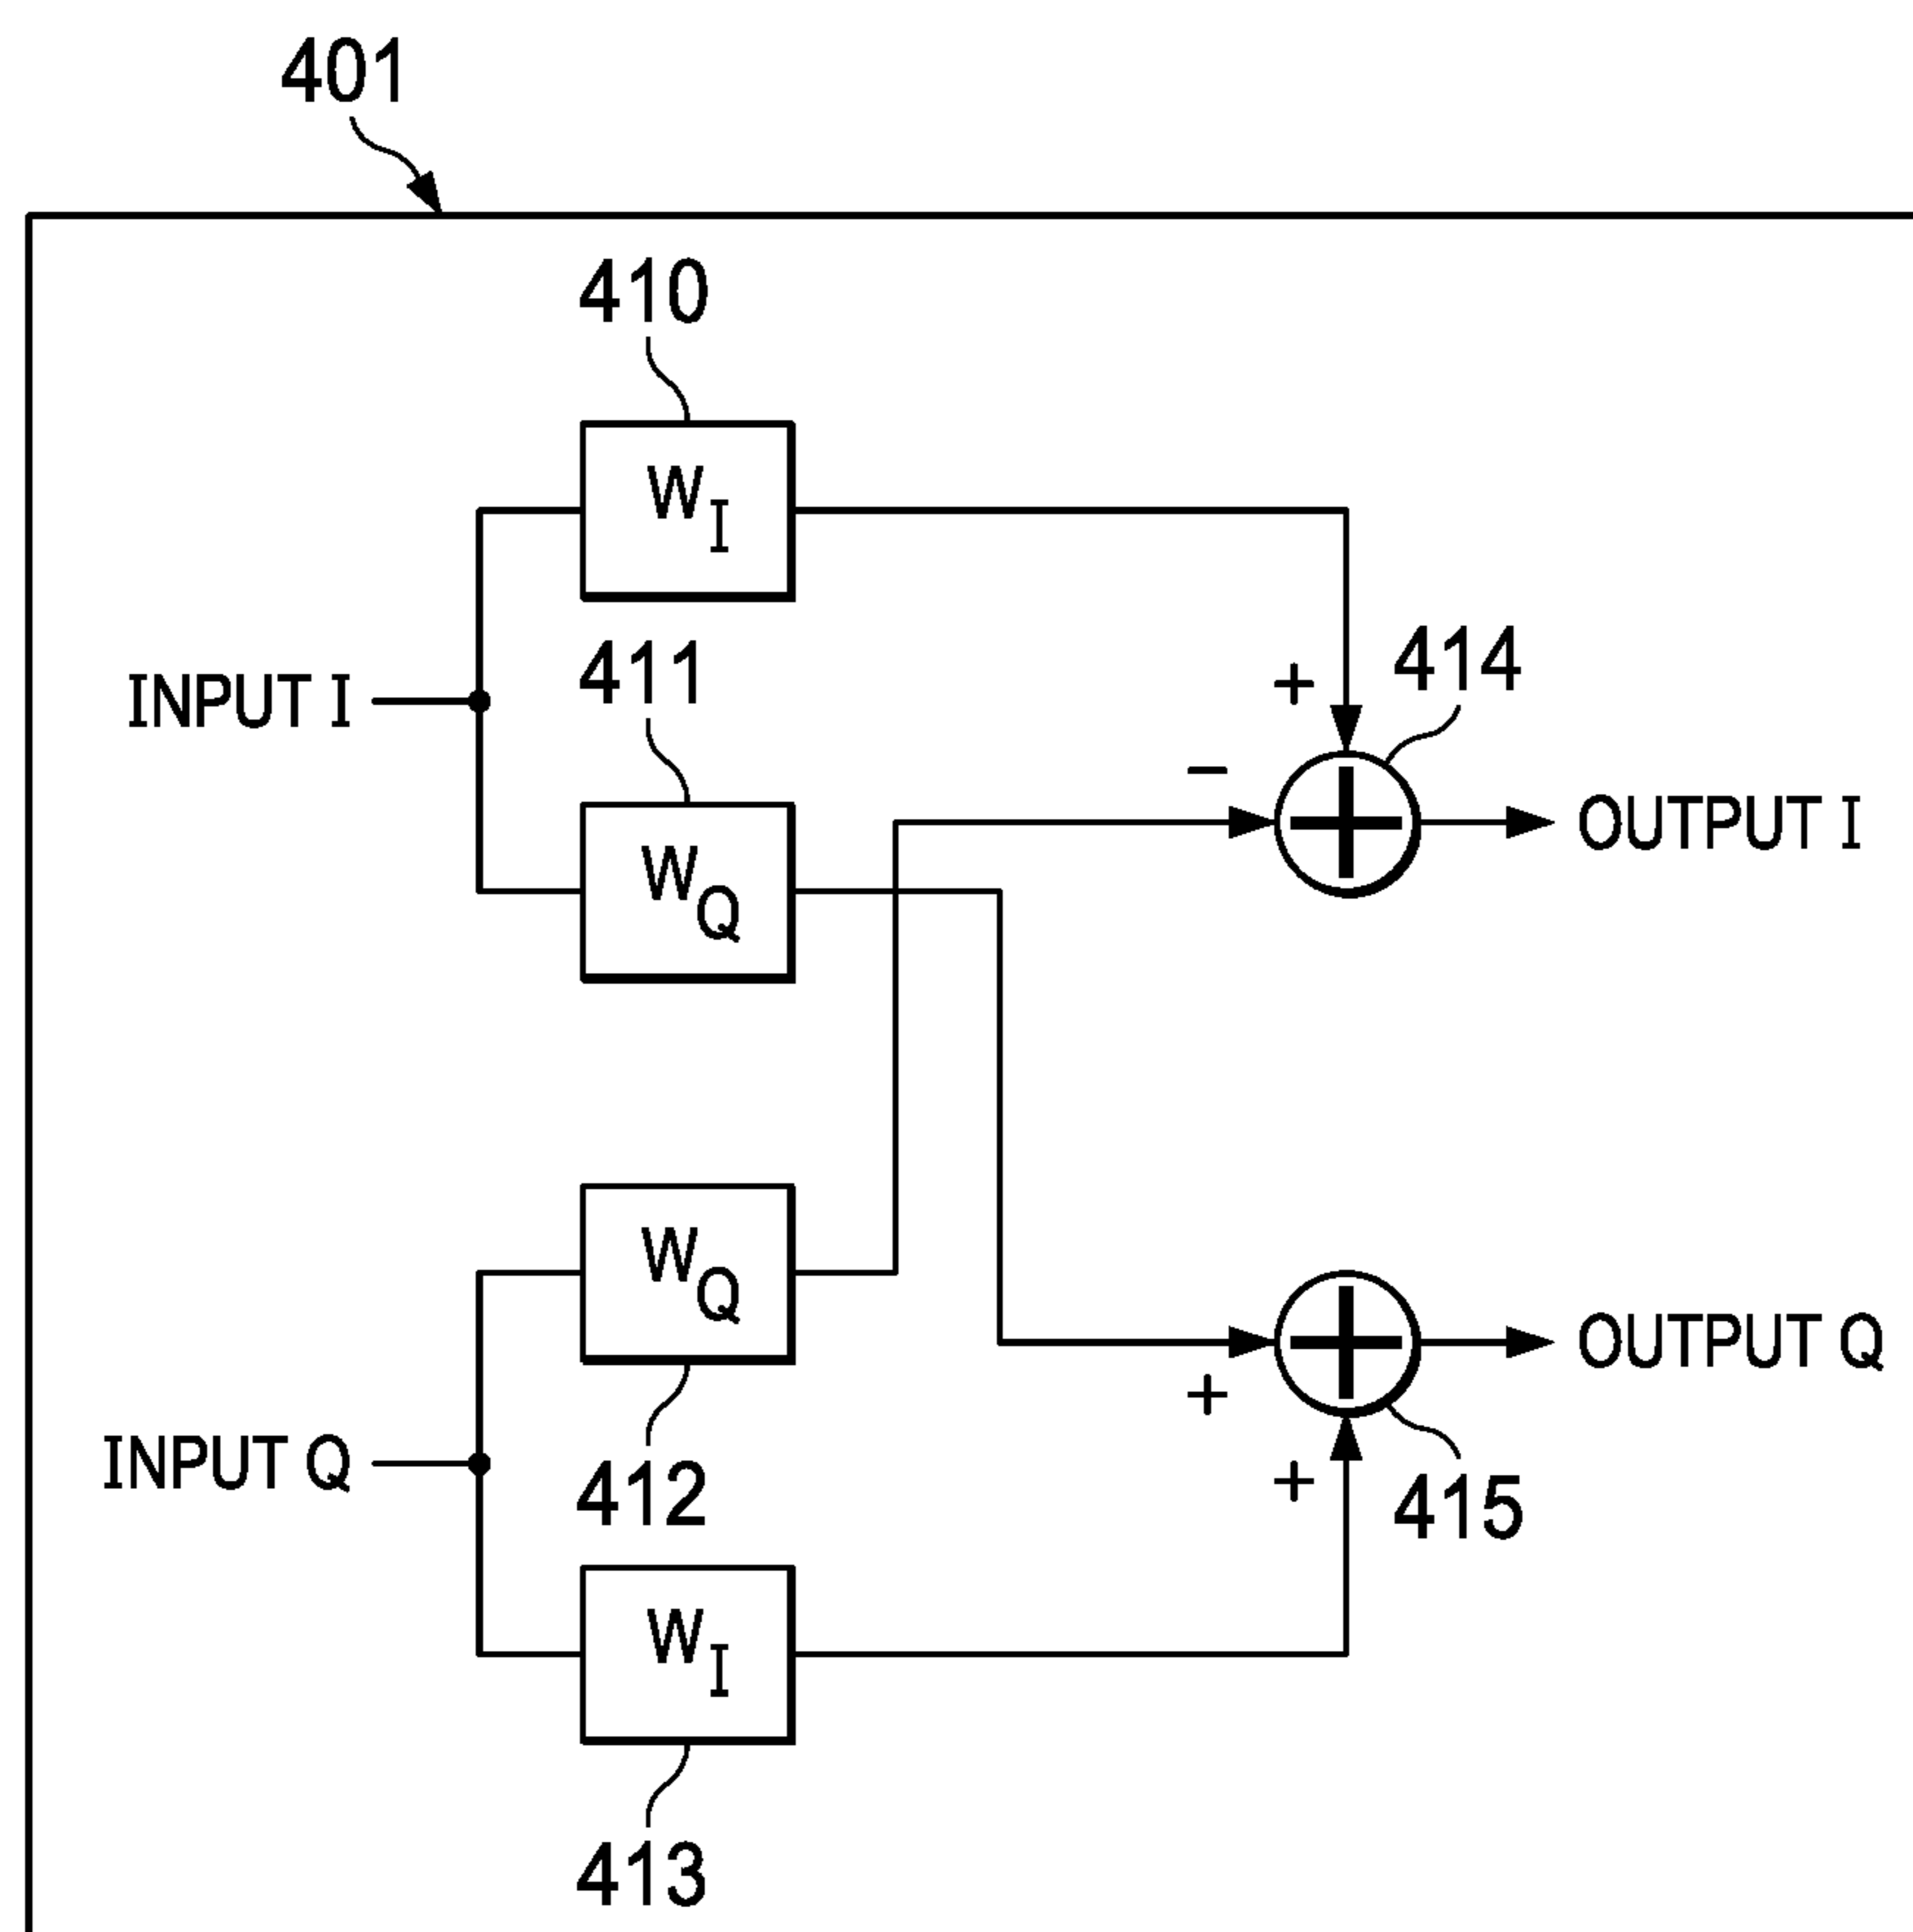 401
410
W_I
INPUT I
411
+
414
−
OUTPUT I
W_Q
W_Q
OUTPUT Q
+
INPUT Q
412
+
415
W_I
413